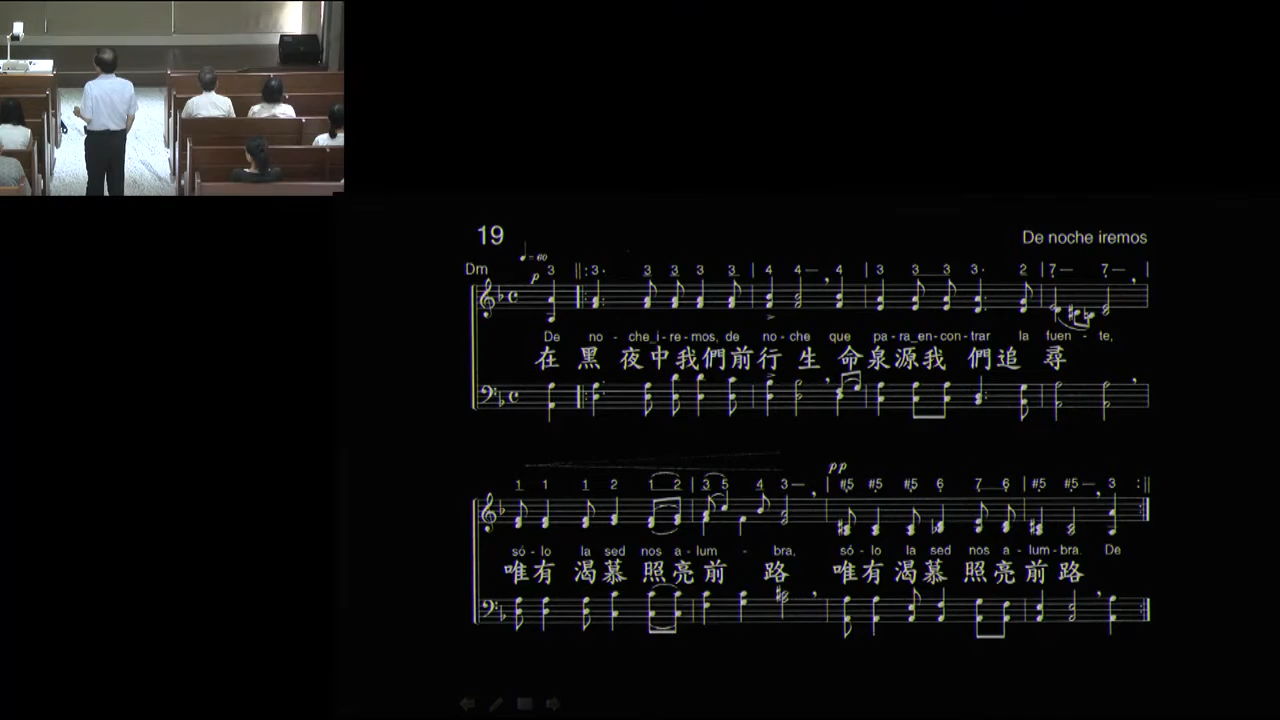 19
De noche iremos
♩= 60
Dm p 3 ‖: 3· 3 3 3 3 | 4 4 — 4 | 3 3 3 3· 2 | 7 — 7 — |
De no - che_i - re - mos, de no - che que pa - ra_en - con - trar la fuen - te,
在黑夜中我們前行生命泉源我們追尋
pp
1 1 1 2 1 2 | 3 5 4 3 — | #5 #5 #5 6 7 6 | #5 #5 — 3 :‖
só - lo la sed nos a - lum - bra, só - lo la sed nos a - lum - bra. De
唯有渴慕照亮前路 唯有渴慕照亮前路